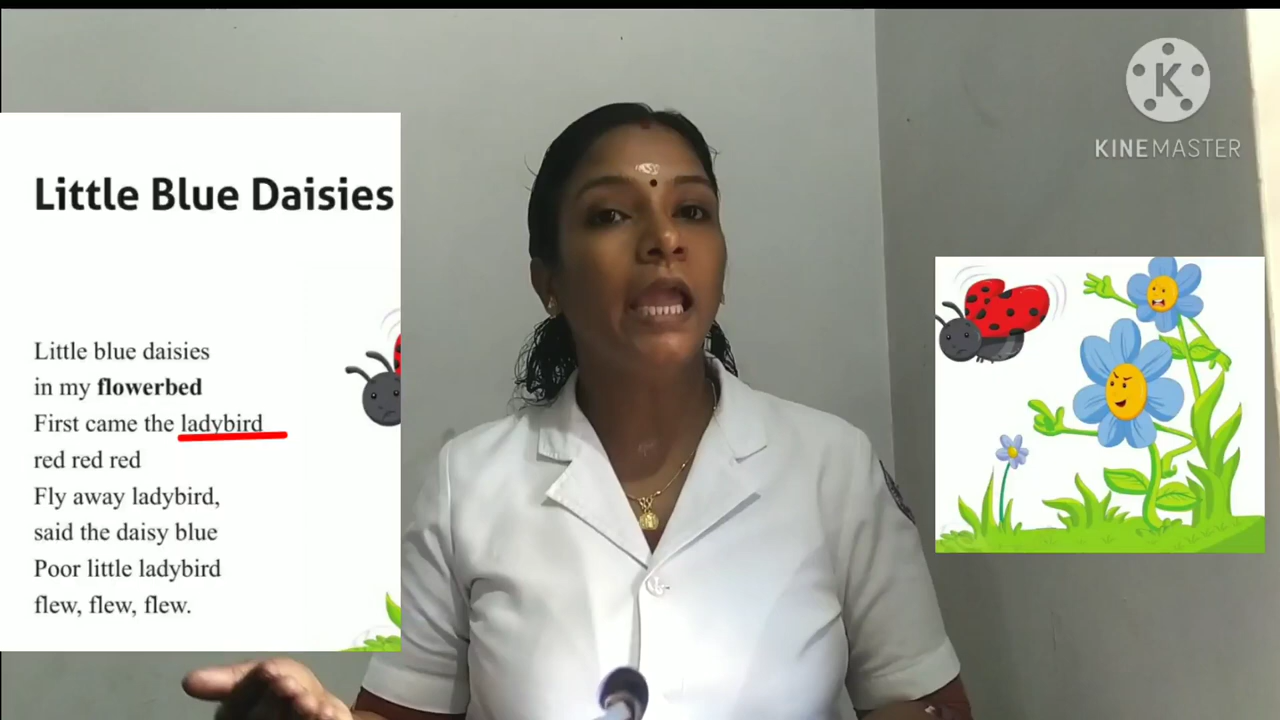 Little Blue Daisies
Little blue daisies
in my flowerbed
First came the ladybird
red red red
Fly away ladybird,
said the daisy blue
Poor little ladybird
flew, flew, flew.
K
KINEMASTER